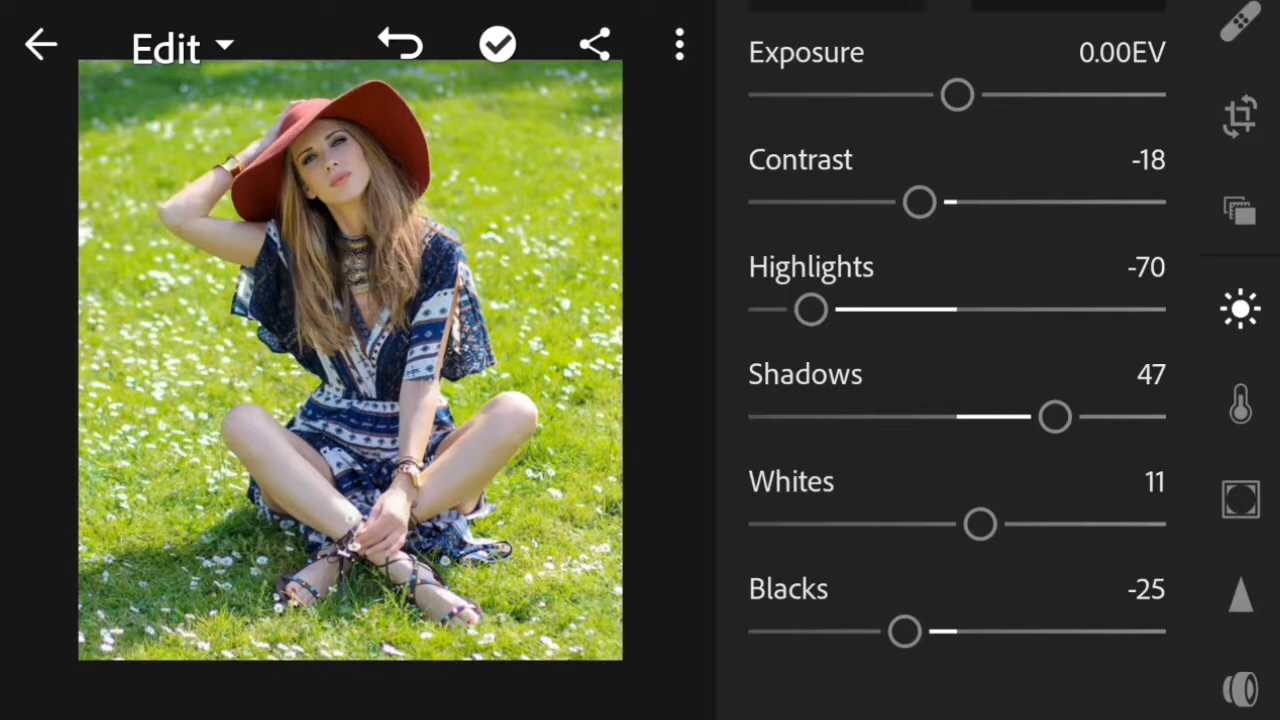 Edit
Exposure 0.00EV
Contrast -18
Highlights -70
Shadows 47
Whites 11
Blacks -25